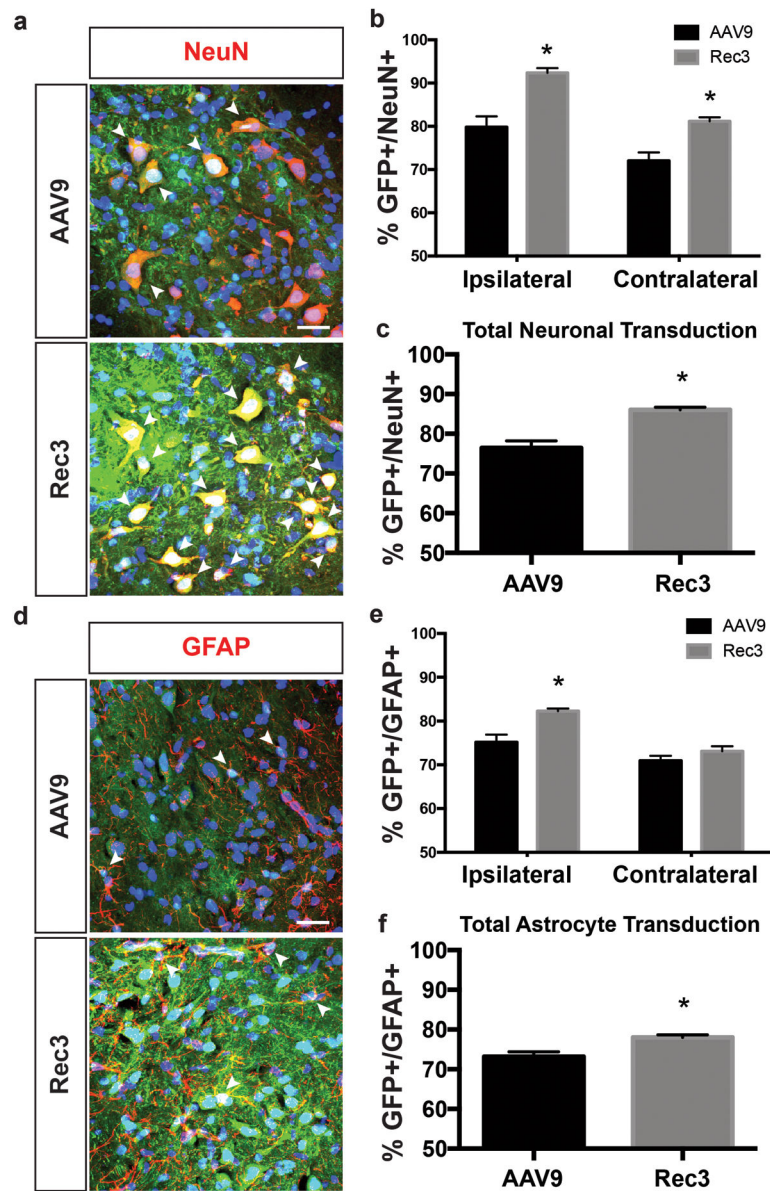 a
NeuN
AAV9
Rec3
b
AAV9
Rec3
% GFP+/NeuN+
100
90
80
70
60
50
*
*
Ipsilateral
Contralateral
c
Total Neuronal Transduction
% GFP+/NeuN+
100
90
80
70
60
50
*
AAV9
Rec3
d
GFAP
AAV9
Rec3
e
AAV9
Rec3
% GFP+/GFAP+
100
90
80
70
60
50
*
Ipsilateral
Contralateral
f
Total Astrocyte Transduction
% GFP+/GFAP+
100
90
80
70
60
50
*
AAV9
Rec3